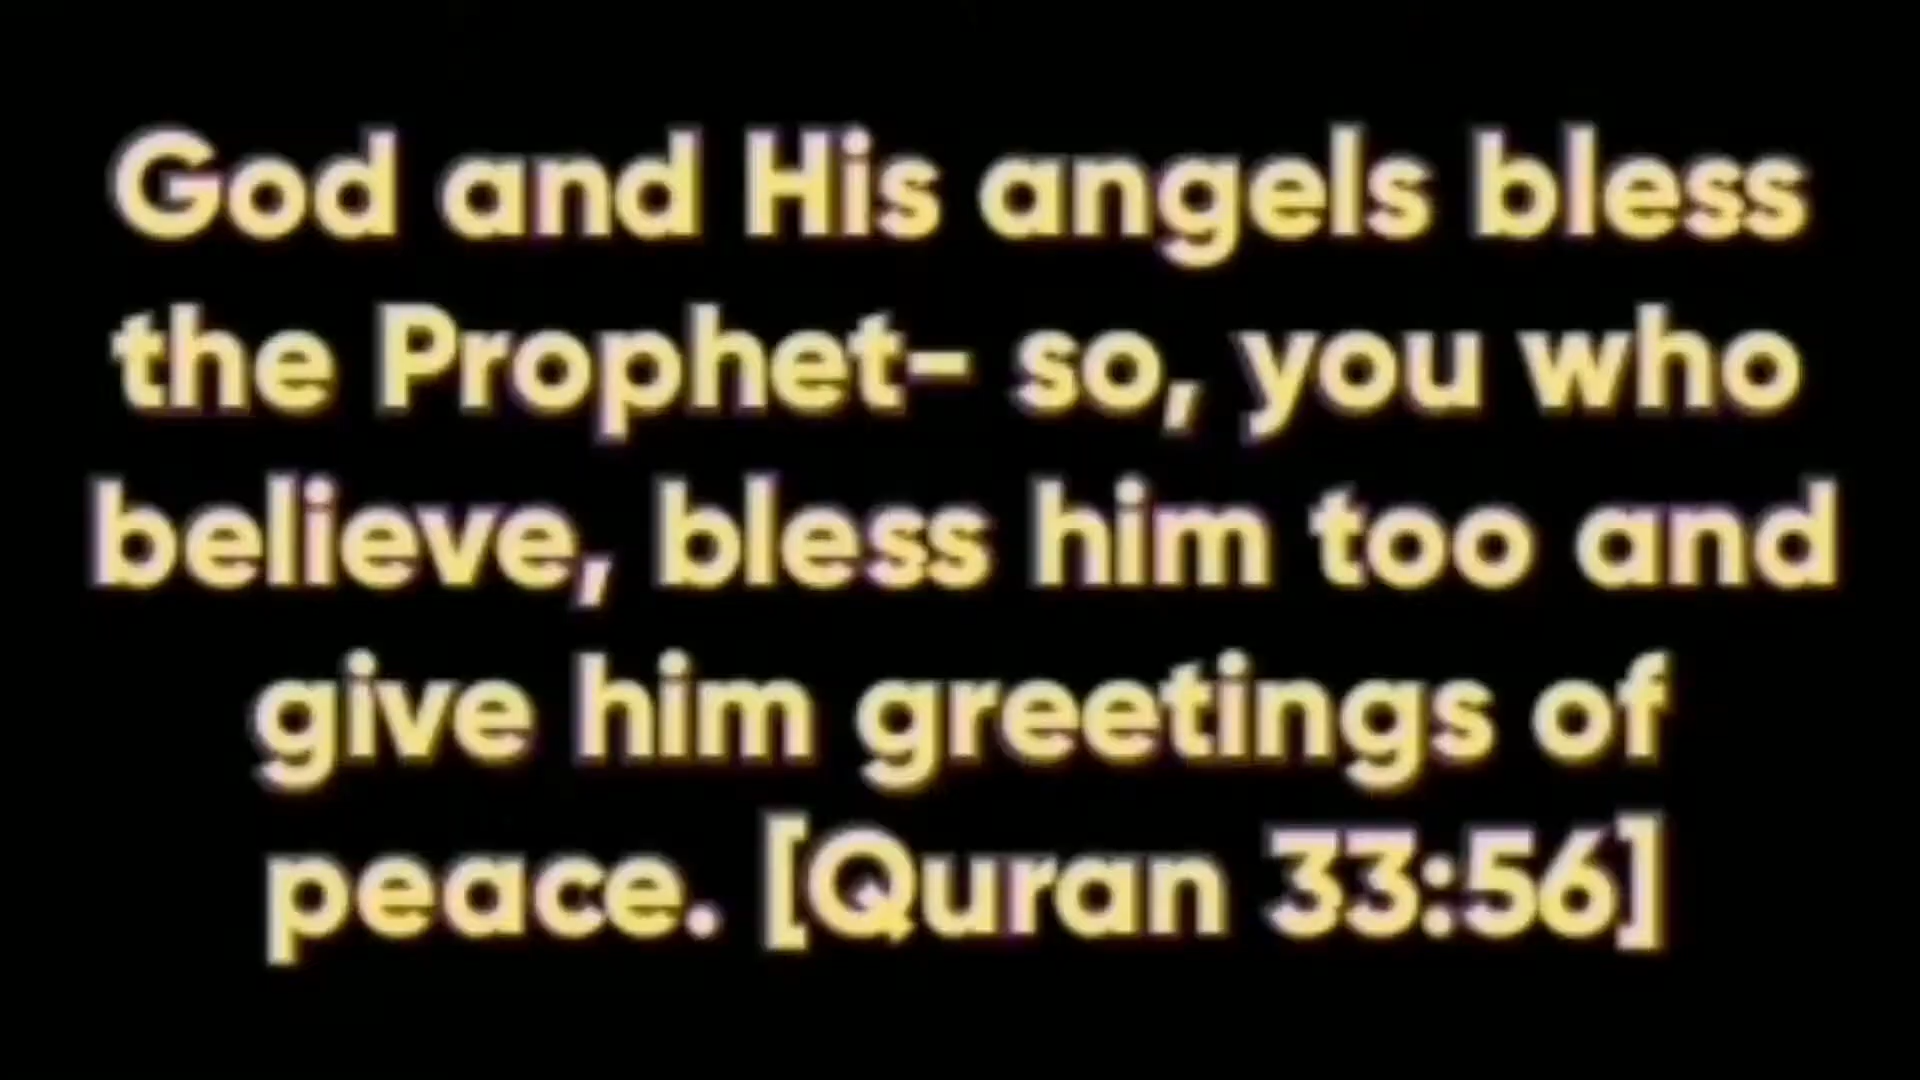 God and His angels bless
the Prophet- so, you who
believe, bless him too and
give him greetings of
peace. [Quran 33:56]